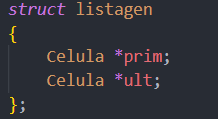 struct listagen
{
    Celula *prim;
    Celula *ult;
};